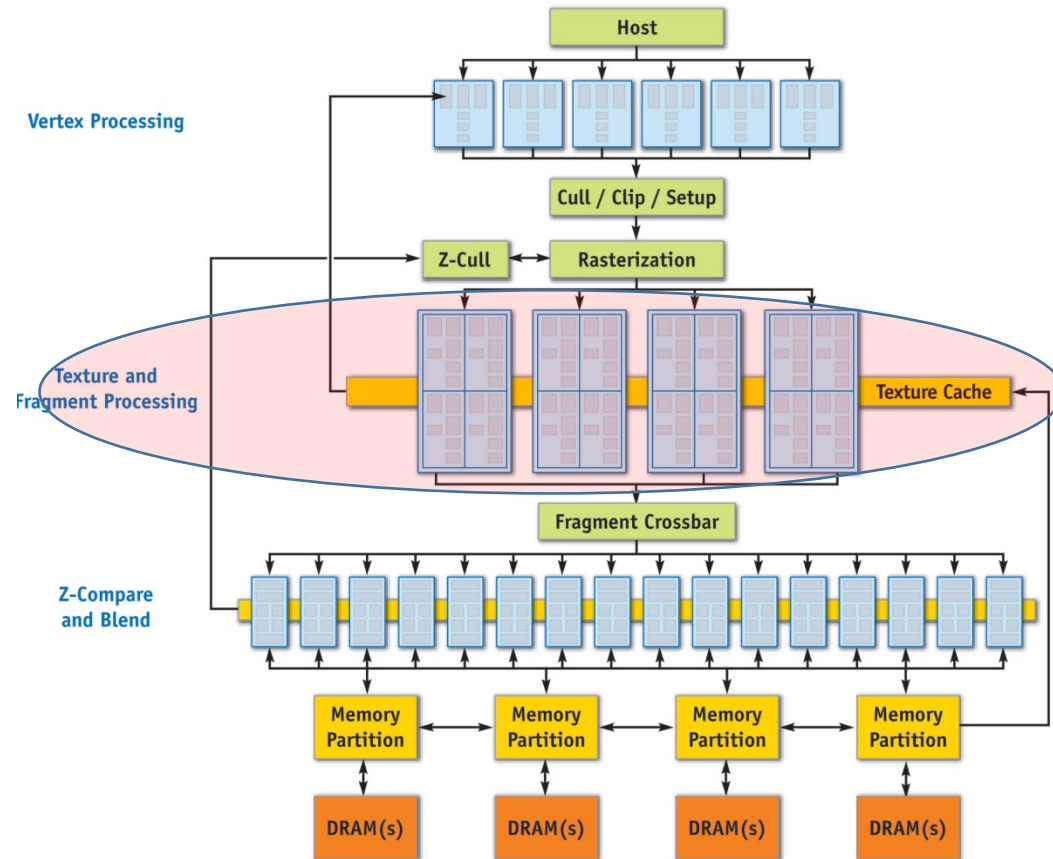 Host
Vertex Processing
Cull / Clip / Setup
Z-Cull
Rasterization
Texture and
Fragment Processing
Texture Cache
Fragment Crossbar
Z-Compare
and Blend
Memory
Partition
Memory
Partition
Memory
Partition
Memory
Partition
DRAM(s)
DRAM(s)
DRAM(s)
DRAM(s)